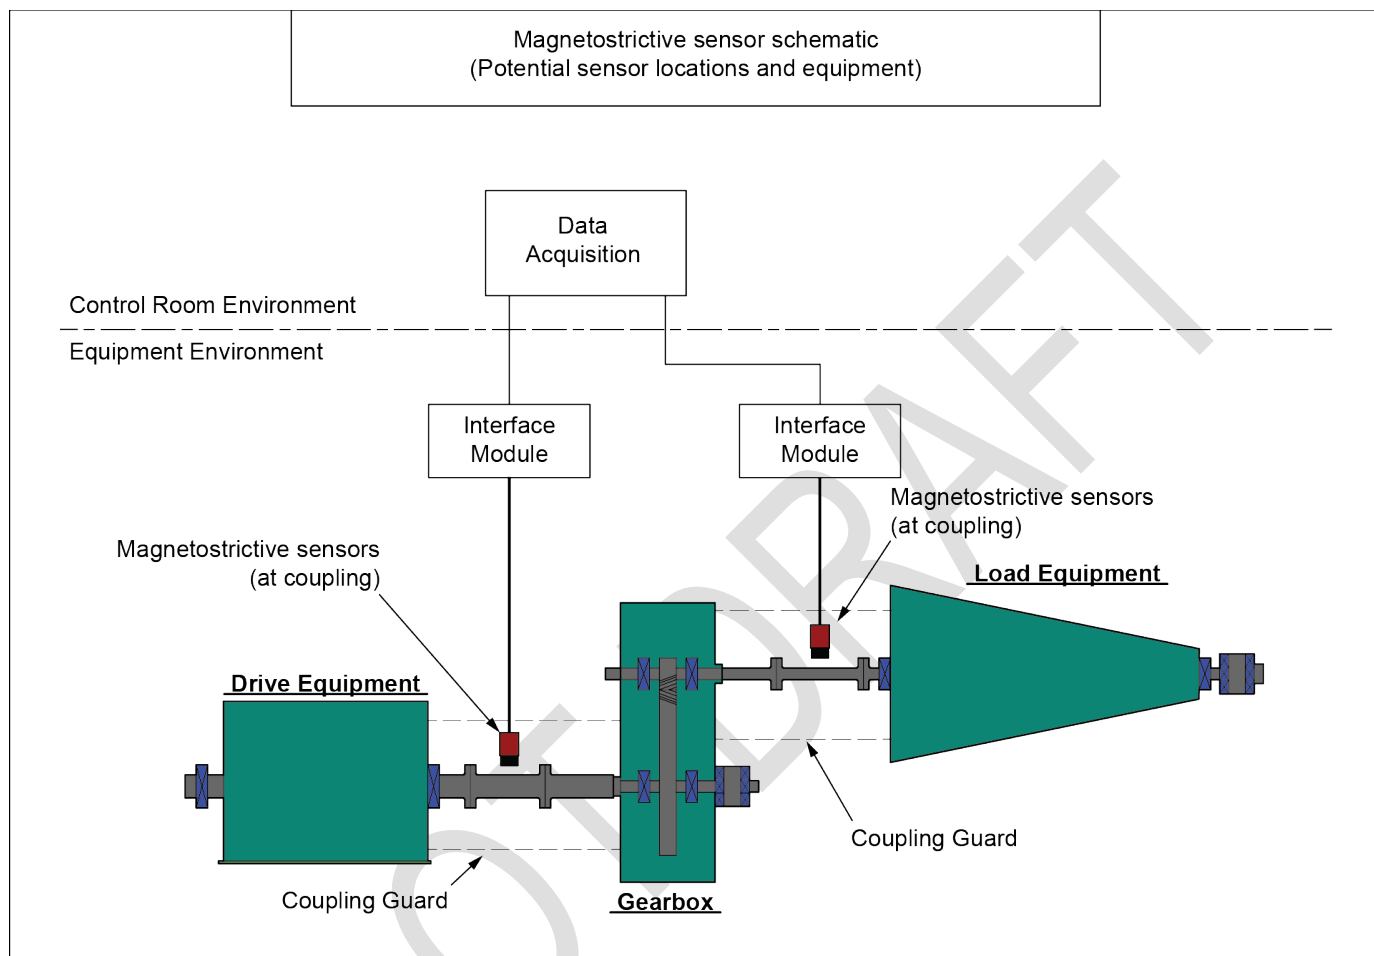 Magnetostrictive sensor schematic
(Potential sensor locations and equipment)
Data
Acquisition
Control Room Environment
Equipment Environment
Interface
Module
Interface
Module
Magnetostrictive sensors
(at coupling)
Magnetostrictive sensors
(at coupling)
Load Equipment
Drive Equipment
Coupling Guard
Coupling Guard
Gearbox
DRAFT